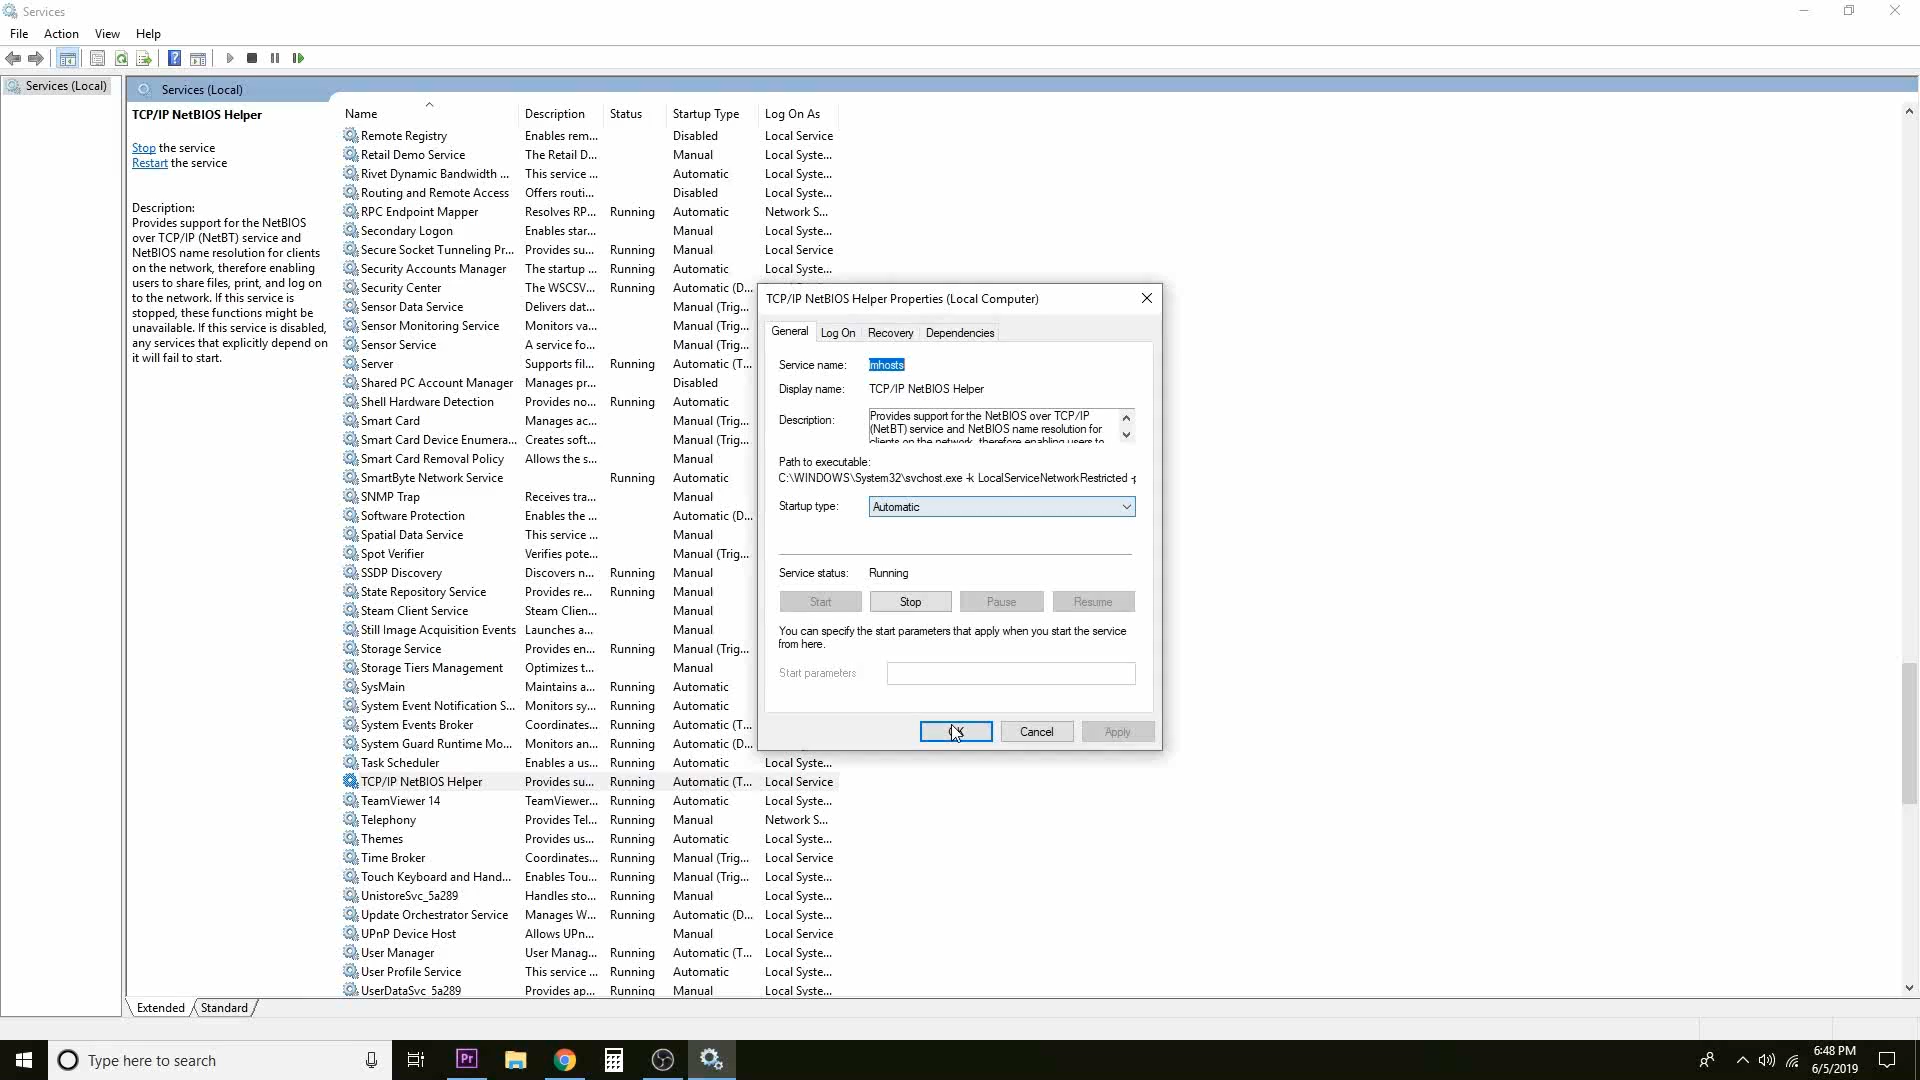 Services
File Action View Help
Services (Local)
Services (Local)
TCP/IP NetBIOS Helper
Stop the service
Restart the service
Description:
Provides support for the NetBIOS
over TCP/IP (NetBT) service and
NetBIOS name resolution for clients
on the network, therefore enabling
users to share files, print, and log on
to the network. If this service is
stopped, these functions might be
unavailable. If this service is disabled,
any services that explicitly depend on
it will fail to start.
Name Description Status Startup Type Log On As
Remote Registry Enables rem... Disabled Local Service
Retail Demo Service The Retail D... Manual Local Syste...
Rivet Dynamic Bandwidth ... This service ... Automatic Local Syste...
Routing and Remote Access Offers routi... Disabled Local Syste...
RPC Endpoint Mapper Resolves RP... Running Automatic Network S...
Secondary Logon Enables star... Manual Local Syste...
Secure Socket Tunneling Pr... Provides su... Running Manual Local Service
Security Accounts Manager The startup ... Running Automatic Local Syste...
Security Center The WSCSV... Running Automatic (D...
Sensor Data Service Delivers dat... Manual (Trig...
Sensor Monitoring Service Monitors va... Manual (Trig...
Sensor Service A service fo... Manual (Trig...
Server Supports fil... Running Automatic (T...
Shared PC Account Manager Manages pr... Disabled
Shell Hardware Detection Provides no... Running Automatic
Smart Card Manages ac... Manual (Trig...
Smart Card Device Enumera... Creates soft... Manual (Trig...
Smart Card Removal Policy Allows the s... Manual
SmartByte Network Service Running Automatic
SNMP Trap Receives tra... Manual
Software Protection Enables the ... Automatic (D...
Spatial Data Service This service ... Manual
Spot Verifier Verifies pote... Manual (Trig...
SSDP Discovery Discovers n... Running Manual
State Repository Service Provides re... Running Manual
Steam Client Service Steam Clien... Manual
Still Image Acquisition Events Launches a... Manual
Storage Service Provides en... Running Manual (Trig...
Storage Tiers Management Optimizes t... Manual
SysMain Maintains a... Running Automatic
System Event Notification S... Monitors sy... Running Automatic
System Events Broker Coordinates... Running Automatic (T...
System Guard Runtime Mo... Monitors an... Running Automatic (D...
Task Scheduler Enables a us... Running Automatic Local Syste...
TCP/IP NetBIOS Helper Provides su... Running Automatic (T... Local Service
TeamViewer 14 TeamViewer... Running Automatic Local Syste...
Telephony Provides Tel... Running Manual Network S...
Themes Provides us... Running Automatic Local Syste...
Time Broker Coordinates... Running Manual (Trig... Local Service
Touch Keyboard and Hand... Enables Tou... Running Manual (Trig... Local Syste...
UnistoreSvc_5a289 Handles sto... Running Manual Local Syste...
Update Orchestrator Service Manages W... Running Automatic (D... Local Syste...
UPnP Device Host Allows UPn... Manual Local Service
User Manager User Manag... Running Automatic (T... Local Syste...
User Profile Service This service ... Running Automatic Local Syste...
UserDataSvc_5a289 Provides ap... Running Manual Local Syste...
TCP/IP NetBIOS Helper Properties (Local Computer)
General Log On Recovery Dependencies
Service name: lmhosts
Display name: TCP/IP NetBIOS Helper
Description: Provides support for the NetBIOS over TCP/IP
(NetBT) service and NetBIOS name resolution for
clients on the network, therefore enabling users to
Path to executable:
C:\WINDOWS\System32\svchost.exe -k LocalServiceNetworkRestricted -p
Startup type: Automatic
Service status: Running
Start Stop Pause Resume
You can specify the start parameters that apply when you start the service
from here.
Start parameters
OK Cancel Apply
Extended Standard
Type here to search
Pr
6:48 PM
6/5/2019